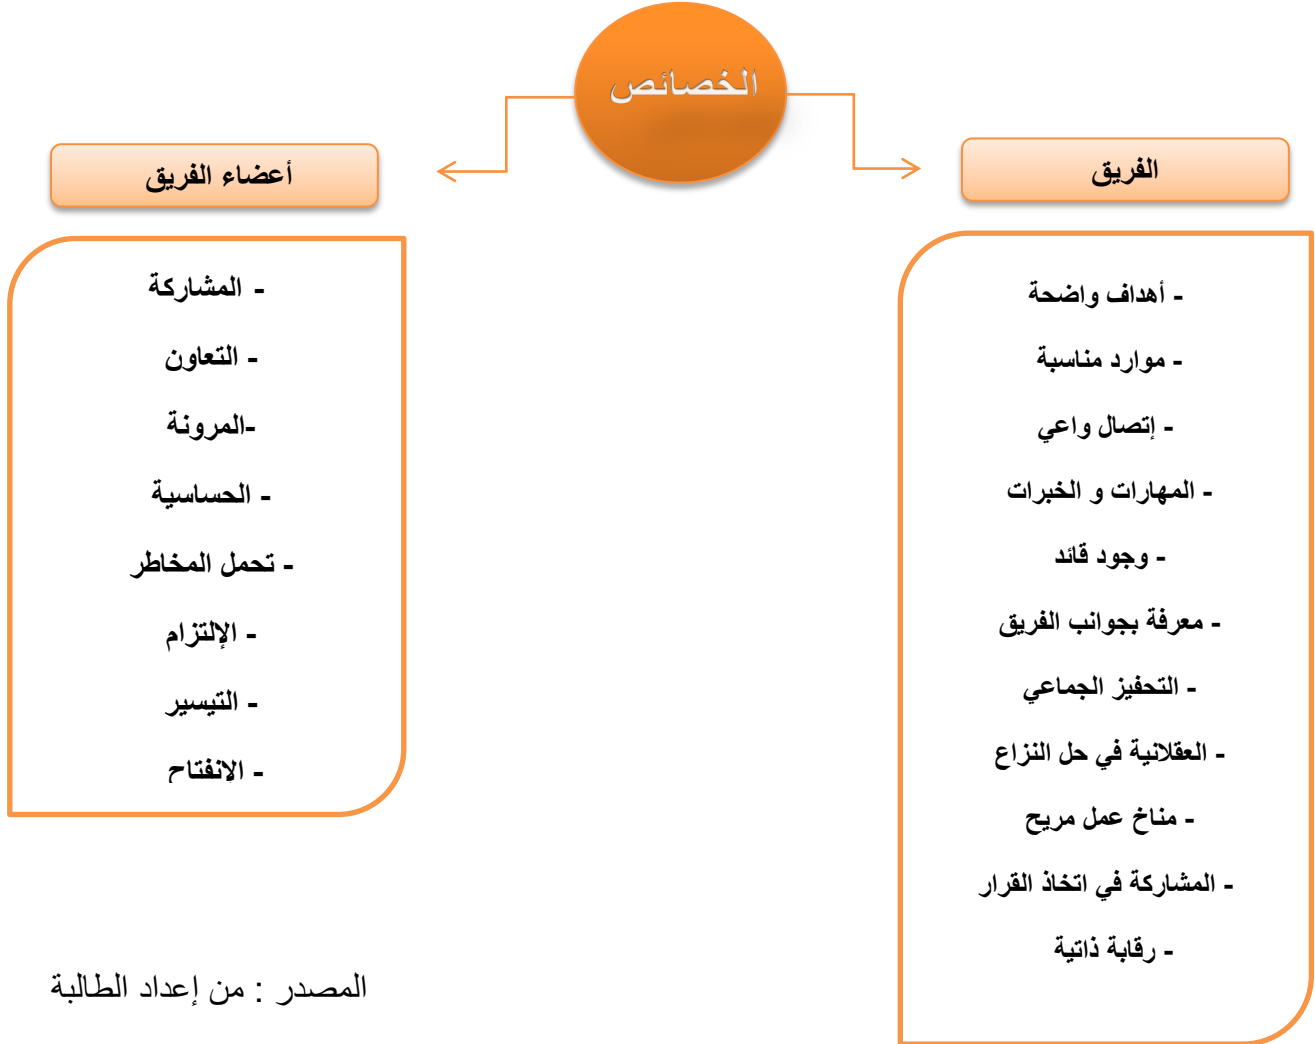 الخصائص
الفريق
- أهداف واضحة
- موارد مناسبة
- إتصال واعي
- المهارات و الخبرات
- وجود قائد
- معرفة بجوانب الفريق
- التحفيز الجماعي
- العقلانية في حل النزاع
- مناخ عمل مريح
- المشاركة في اتخاذ القرار
- رقابة ذاتية
أعضاء الفريق
- المشاركة
- التعاون
-المرونة
- الحساسية
- تحمل المخاطر
- الإلتزام
- التيسير
- الإنفتاح
المصدر : من إعداد الطالبة